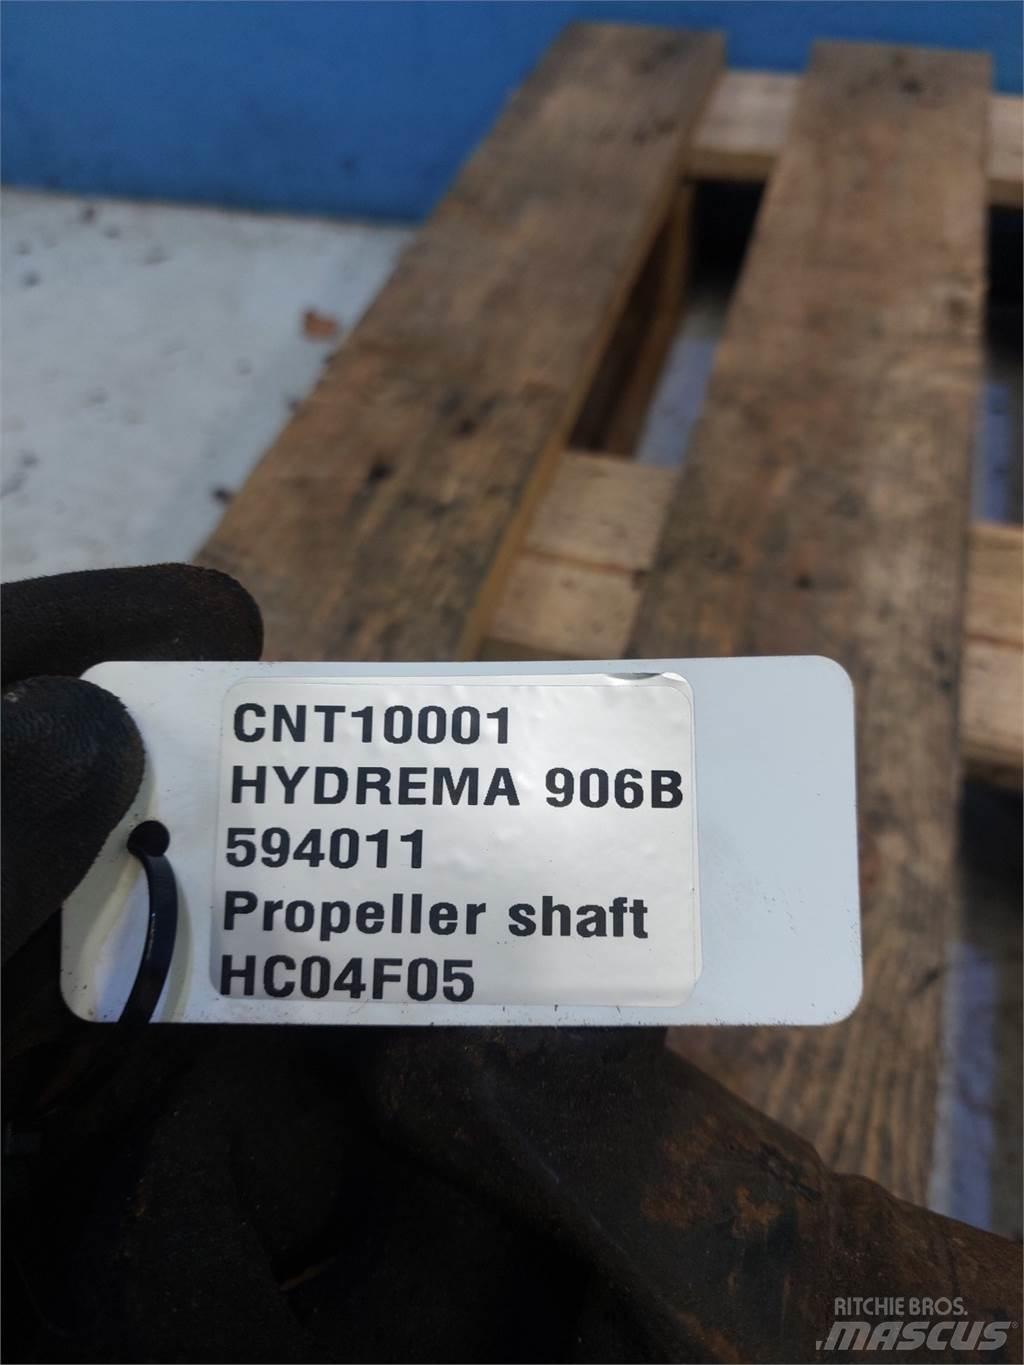 CNT10001
HYDREMA 906B
594011
Propeller shaft
HC04F05
RITCHIE BROS.
MASCUS